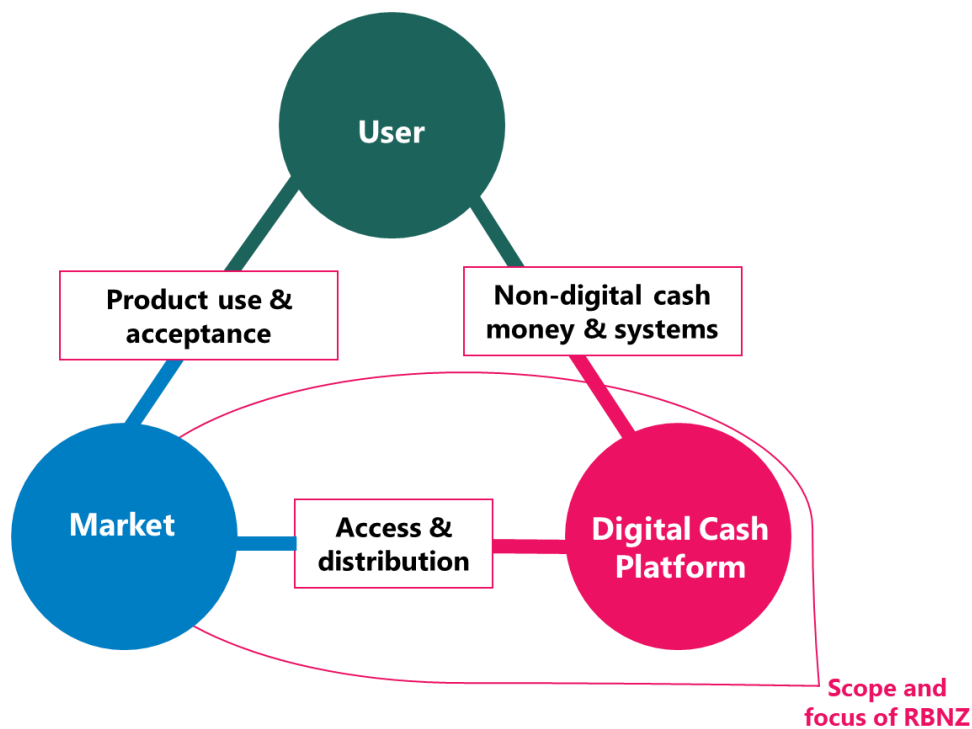 User
Product use &
acceptance
Non-digital cash
money & systems
Market
Access &
distribution
Digital Cash
Platform
Scope and
focus of RBNZ